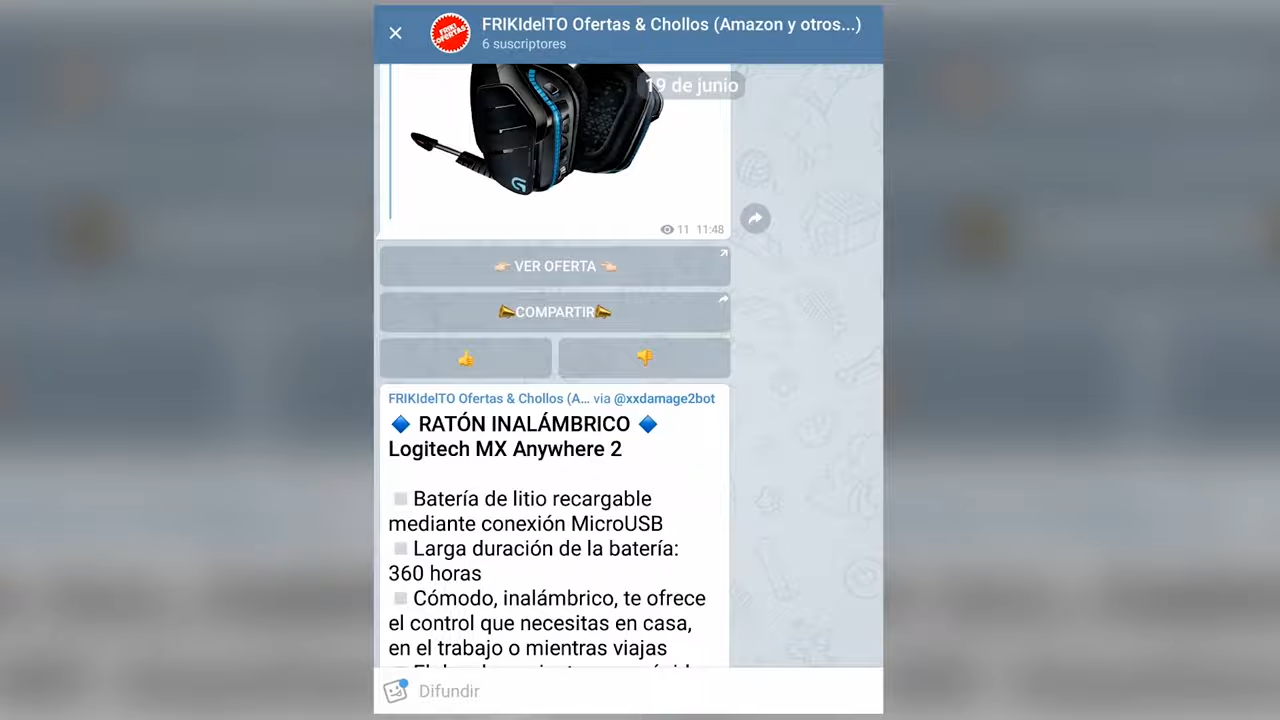 FRIKIdelTO Ofertas & Chollos (Amazon y otros...)
FRIKI
OFERTAS
6 suscriptores
19 de junio
G
11 11:48
👉🏻 VER OFERTA 👈🏻
📣COMPARTIR📣
👍 👎
FRIKIdelTO Ofertas & Chollos (A... via @xxdamage2bot
🔷 RATÓN INALÁMBRICO 🔷
Logitech MX Anywhere 2
◽Batería de litio recargable
mediante conexión MicroUSB
◽Larga duración de la batería:
360 horas
◽Cómodo, inalámbrico, te ofrece
el control que necesitas en casa,
en el trabajo o mientras viajas
Difundir